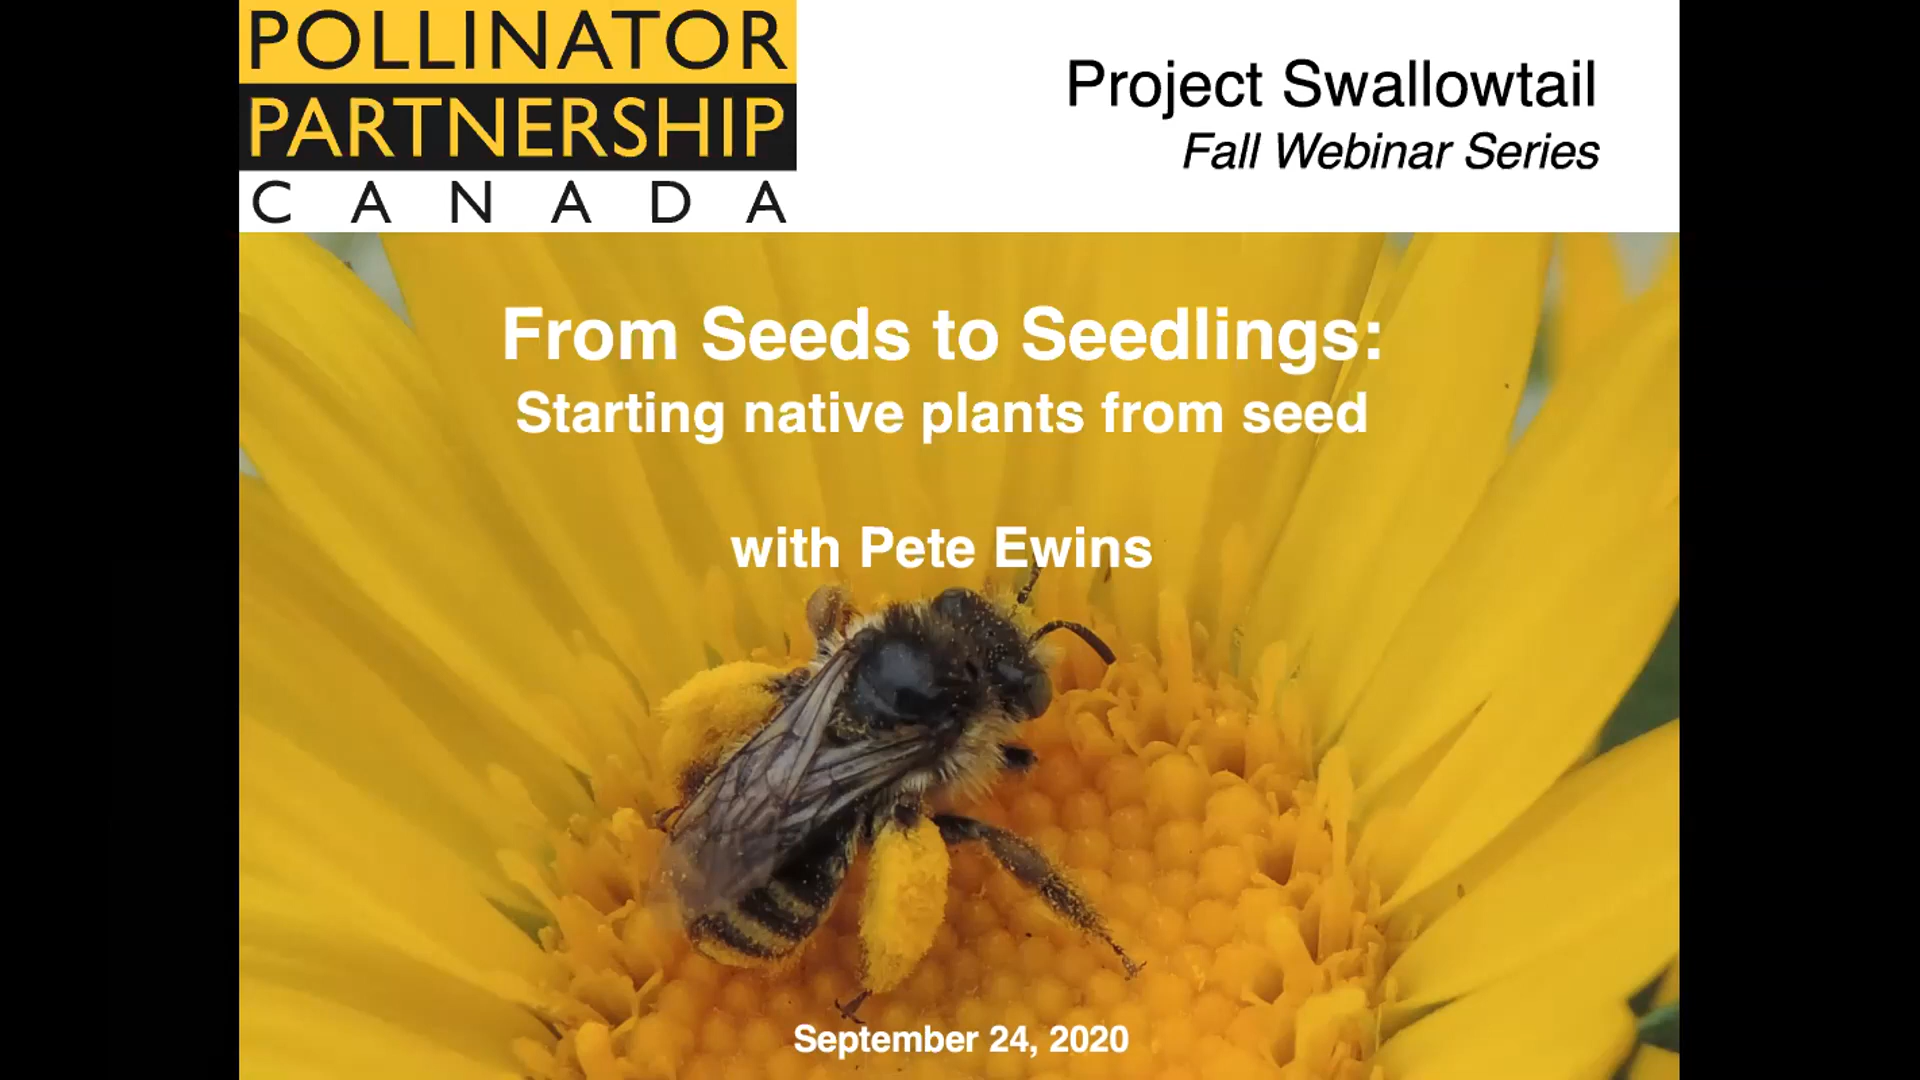 POLLINATOR
PARTNERSHIP
CANADA
Project Swallowtail
Fall Webinar Series
From Seeds to Seedlings:
Starting native plants from seed
with Pete Ewins
September 24, 2020